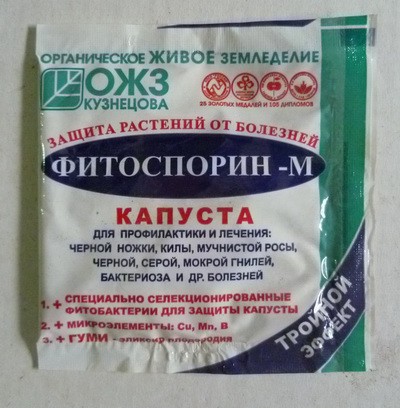 ОРГАНИЧЕСКОЕ ЖИВОЕ ЗЕМЛЕДЕЛИЕ
ОЖЗ
КУЗНЕЦОВА
25 ЗОЛОТЫХ МЕДАЛЕЙ И 105 ДИПЛОМОВ
ЗАЩИТА РАСТЕНИЙ ОТ БОЛЕЗНЕЙ
ФИТОСПОРИН -М
КАПУСТА
ДЛЯ ПРОФИЛАКТИКИ И ЛЕЧЕНИЯ:
ЧЕРНОЙ НОЖКИ, КИЛЫ, МУЧНИСТОЙ РОСЫ,
ЧЕРНОЙ, СЕРОЙ, МОКРОЙ ГНИЛЕЙ,
БАКТЕРИОЗА И ДР. БОЛЕЗНЕЙ
1. + СПЕЦИАЛЬНО СЕЛЕКЦИОНИРОВАННЫЕ
ФИТОБАКТЕРИИ ДЛЯ ЗАЩИТЫ КАПУСТЫ
2. + МИКРОЭЛЕМЕНТЫ: Cu, Mn, B
3. + ГУМИ - эликсир плодородия
ТРОЙНОЙ
ЭФФЕКТ